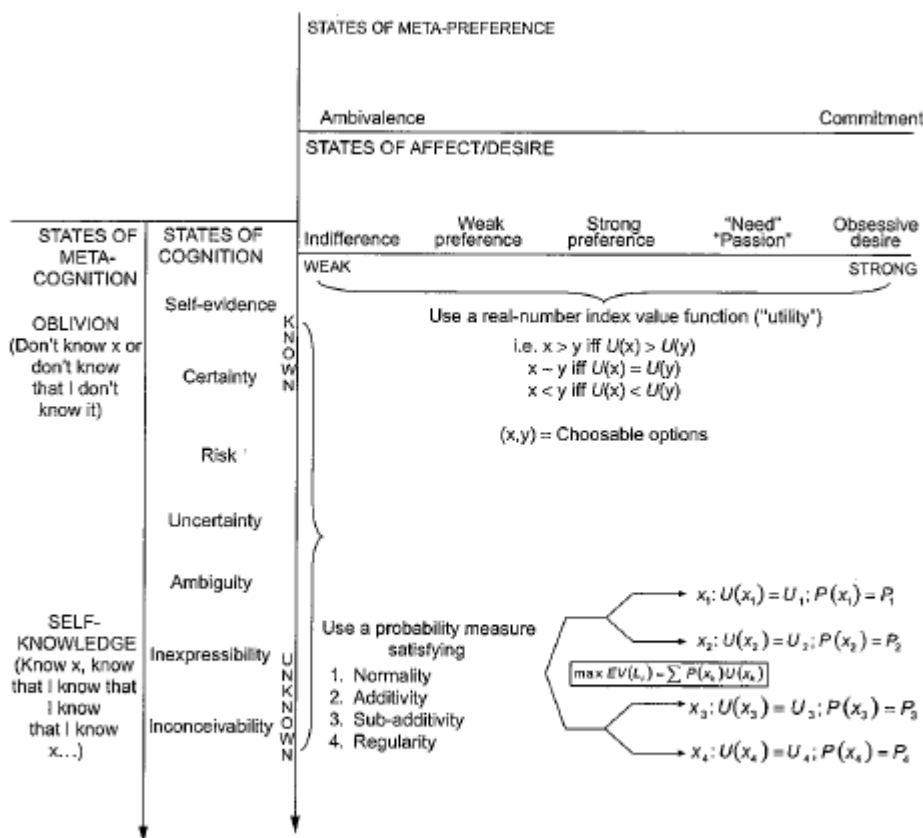 STATES OF META-PREFERENCE
Ambivalence Commitment
STATES OF AFFECT/DESIRE
Indifference
Weak
preference
Strong
preference
"Need"
"Passion"
Obsessive
desire
WEAK STRONG
STATES OF
META-
COGNITION
STATES OF
COGNITION
OBLIVION
(Don't know x or
don't know
that I don't
know it)
SELF-
KNOWLEDGE
(Know x, know
that I know that
I know
that I know
x...)
Self-evidence
Certainty
Risk
Uncertainty
Ambiguity
Inexpressibility
Inconceivability
KNOWN
UNKNOWN
Use a real-number index value function ("utility")
i.e. x > y iff U(x) > U(y)
x ~ y iff U(x) = U(y)
x < y iff U(x) < U(y)
(x,y) = Choosable options
Use a probability measure
satisfying
1. Normality
2. Additivity
3. Sub-additivity
4. Regularity
x₁: U(x₁) = U₁; P(x₁) = P₁
x₂: U(x₂) = U₂; P(x₂) = P₂
max EV(L) = ∑ P(xₖ)U(xₖ)
x₃: U(x₃) = U₃; P(x₃) = P₃
x₄: U(x₄) = U₄; P(x₄) = P₄